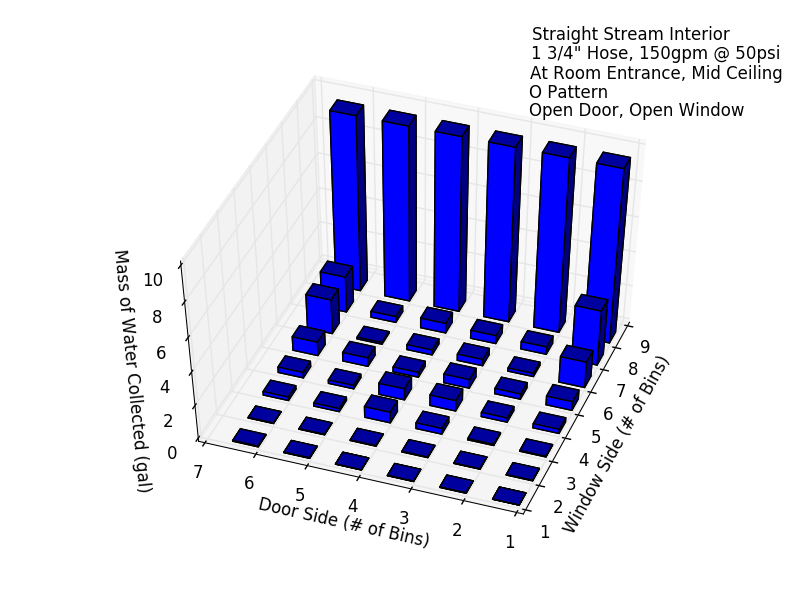 Straight Stream Interior
1 3/4" Hose, 150gpm @ 50psi
At Room Entrance, Mid Ceiling
O Pattern
Open Door, Open Window
Mass of Water Collected (gal)
10
8
6
4
2
0
7
6
5
4
3
2
1
Door Side (# of Bins)
1
2
3
4
5
6
7
8
9
Window Side (# of Bins)